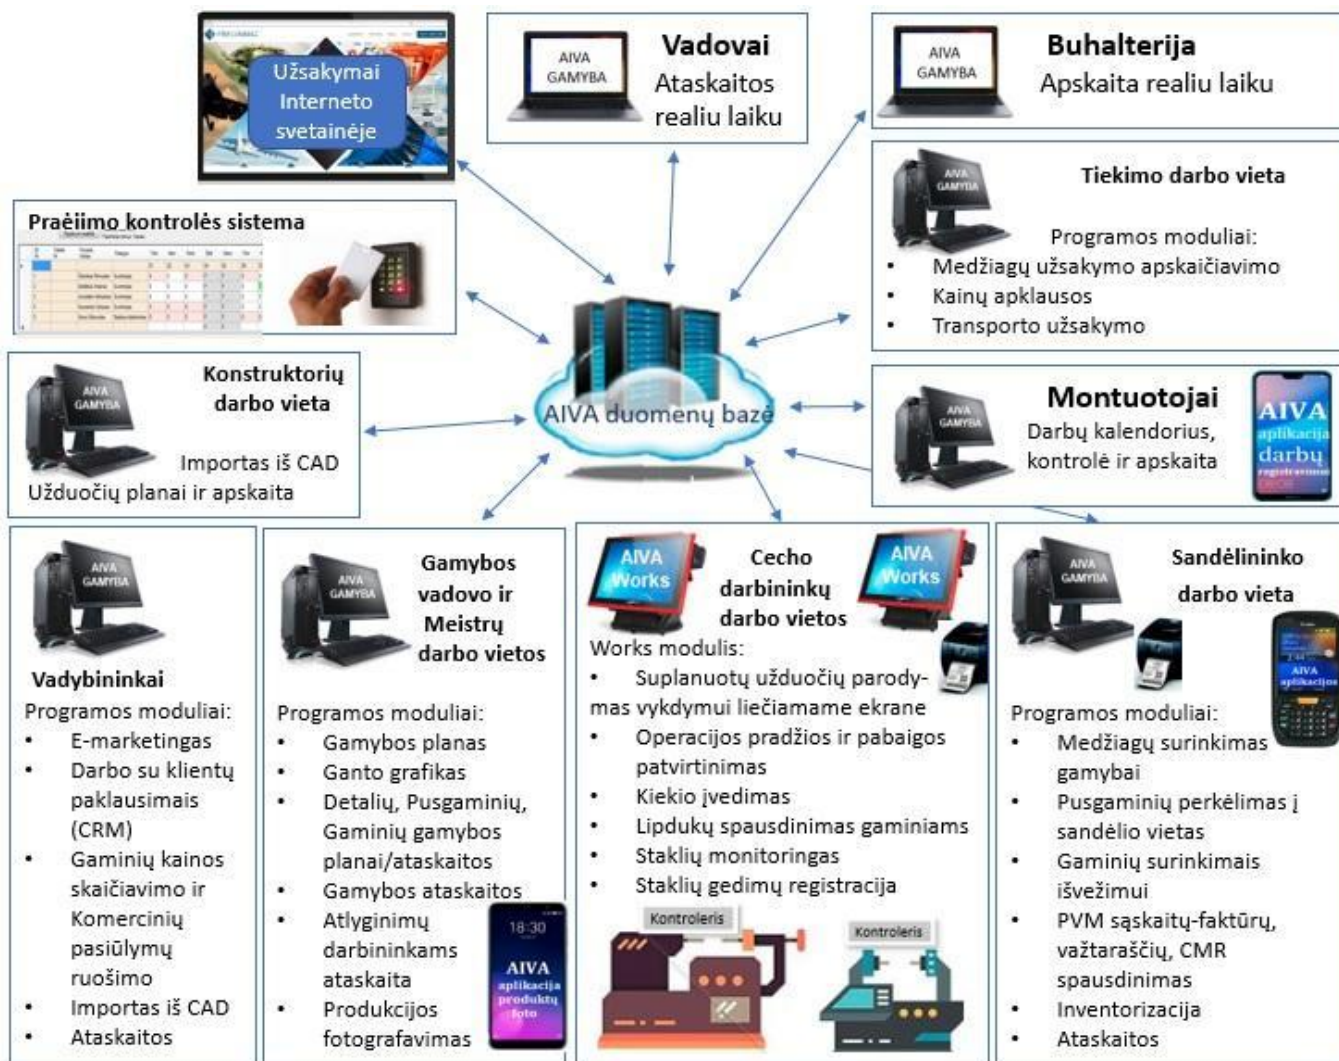 Užsakymai
Interneto
svetainėje
AIVA
GAMYBA
Vadovai
Ataskaitos
realiu laiku
AIVA
GAMYBA
Buhalterija
Apskaita realiu laiku
Praėiimo kontrolės sistema
AIVA
GAMYBA
Tiekimo darbo vieta
Programos moduliai:
• Medžiagų užsakymo apskaičiavimo
• Kainų apklausos
• Transporto užsakymo
AIVA
GAMYBA
Konstruktorių
darbo vieta
Importas iš CAD
Užduočių planai ir apskaita
AIVA duomenų bazė
AIVA
GAMYBA
Montuotojai
Darbų kalendorius,
kontrolė ir apskaita
AIVA
aplikacija
darbų
registravimui
AIVA
GAMYBA
Vadybininkai
Programos moduliai:
• E-marketingas
• Darbo su klientų
paklausimais
(CRM)
• Gaminių kainos
skaičiavimo ir
Komercinių
pasiūlymų
ruošimo
• Importas iš CAD
• Ataskaitos
AIVA
GAMYBA
Gamybos
vadovo ir
Meistrų
darbo vietos
Programos moduliai:
• Gamybos planas
• Ganto grafikas
• Detalių, Pusgaminių,
Gaminių gamybos
planai/ataskaitos
• Gamybos ataskaitos
• Atlyginimų
darbininkams
ataskaita
• Produkcijos
fotografavimas
18:30
AIVA
aplikacija
produktų
foto
AIVA
Works
Cecho
darbininkų
darbo vietos
AIVA
Works
Works modulis:
• Suplanuotų užduočių parody-
mas vykdymui liečiamame ekrane
• Operacijos pradžios ir pabaigos
patvirtinimas
• Kiekio įvedimas
• Lipdukų spausdinimas gaminiams
• Staklių monitoringas
• Staklių gedimų registracija
Kontroleris
Kontroleris
AIVA
GAMYBA
Sandėlininko
darbo vieta
AIVA
aplikacijos
Programos moduliai:
• Medžiagų surinkimas
gamybai
• Pusgaminių perkėlimas į
sandėlio vietas
• Gaminių surinkimais
išvežimui
• PVM sąskaitų-faktūrų,
važtaraščių, CMR
spausdinimas
• Inventorizacija
• Ataskaitos